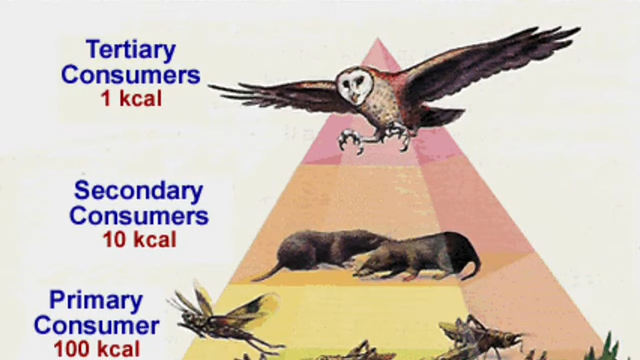 Tertiary
Consumers
1 kcal
Secondary
Consumers
10 kcal
Primary
Consumer
100 kcal